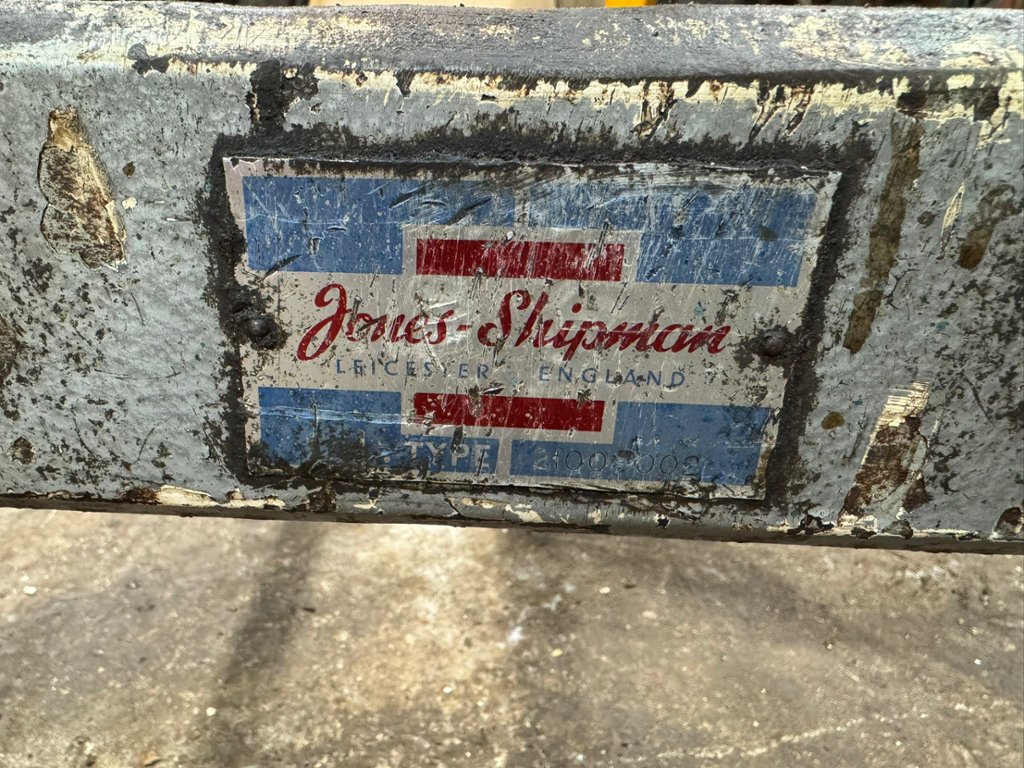 Jones-Shipman
LEICESTER ENGLAND
TYPE